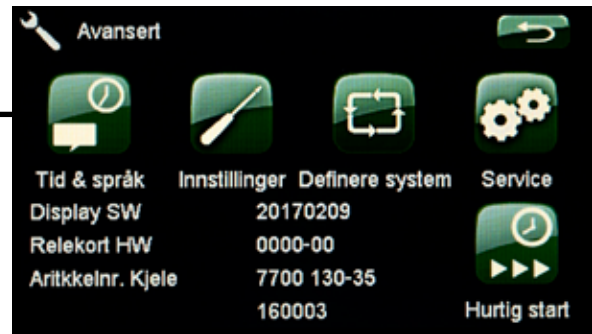 Avansert
Tid & språk Innstillinger Definere system Service
Display SW 20170209
Relekort HW 0000-00
Aritkkelnr. Kjele 7700 130-35
160003
Hurtig start